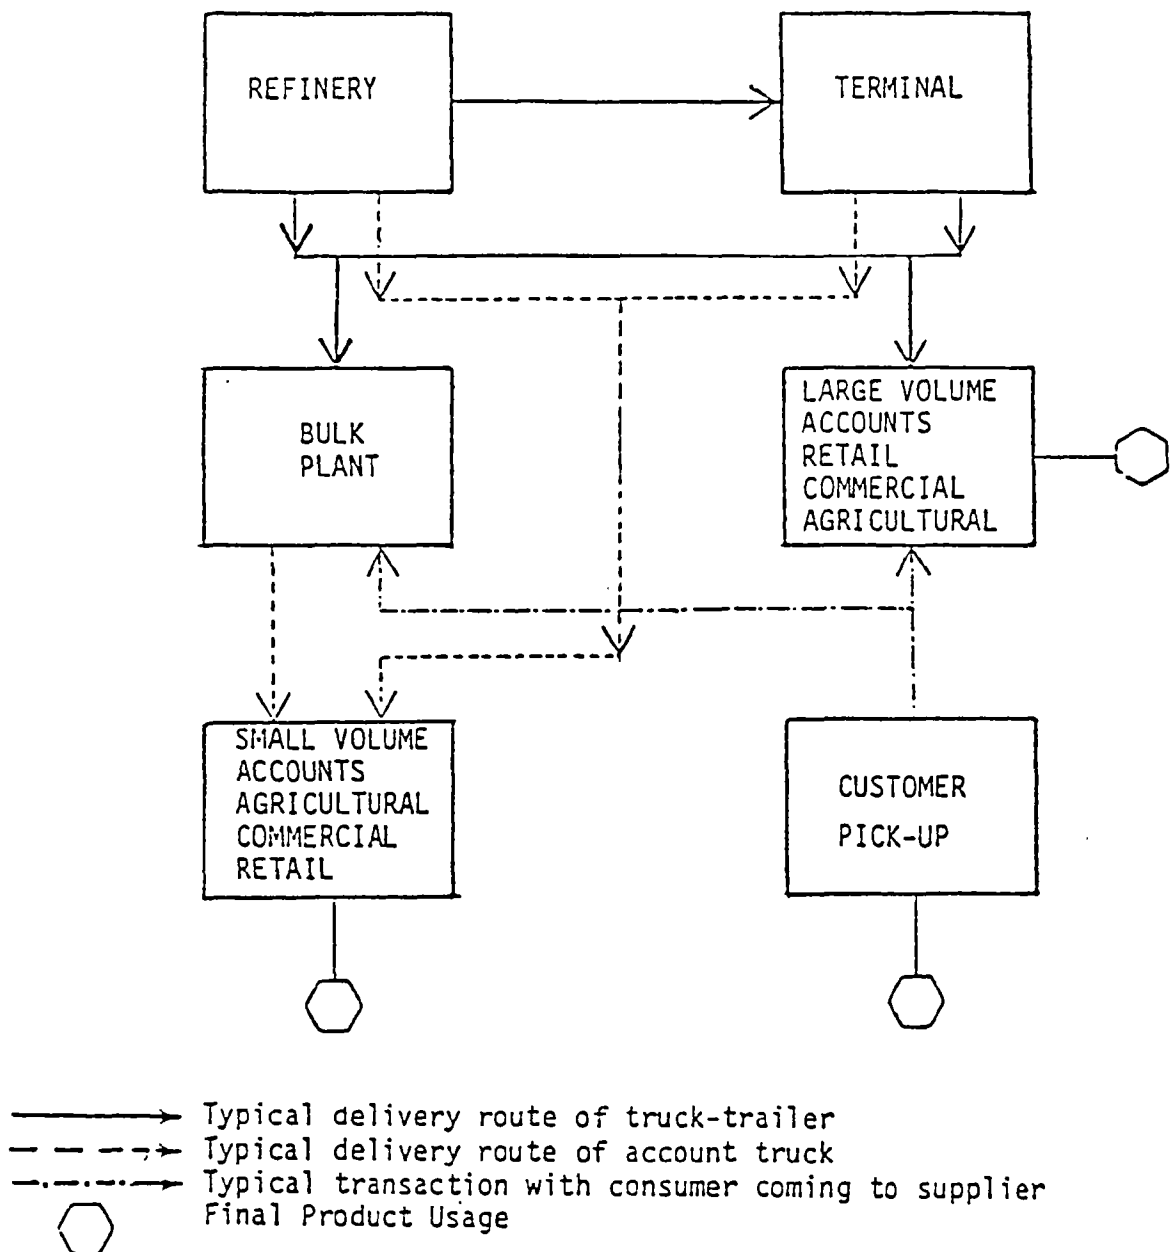 REFINERY
TERMINAL
BULK
PLANT
LARGE VOLUME
ACCOUNTS
RETAIL
COMMERCIAL
AGRICULTURAL
SMALL VOLUME
ACCOUNTS
AGRICULTURAL
COMMERCIAL
RETAIL
CUSTOMER
PICK-UP
Typical delivery route of truck-trailer
Typical delivery route of account truck
Typical transaction with consumer coming to supplier
Final Product Usage